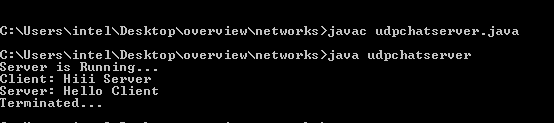 C:\Users\intel\Desktop\overview\networks>javac udpchatserver.java
C:\Users\intel\Desktop\overview\networks>java udpchatserver
Server is Running...
Client: Hiii Server
Server: Hello Client
Terminated...